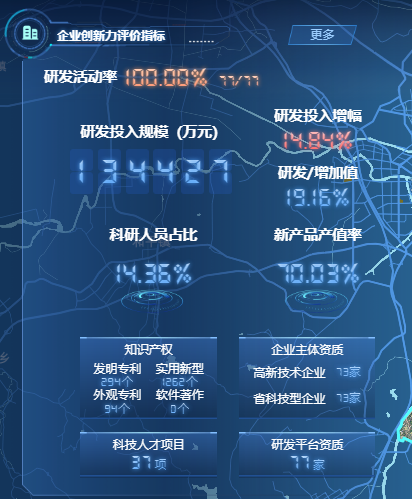 企业创新力评价指标
更多
研发活动率 100.00% 77/77
研发投入规模（万元）
134427
研发投入增幅
14.84%
研发/增加值
19.16%
科研人员占比
14.36%
新产品产值率
70.03%
知识产权
发明专利 实用新型
294个 1262个
外观专利 软件著作
94个 0个
企业主体资质
高新技术企业 73家
省科技型企业 73家
科技人才项目
37项
研发平台资质
77家